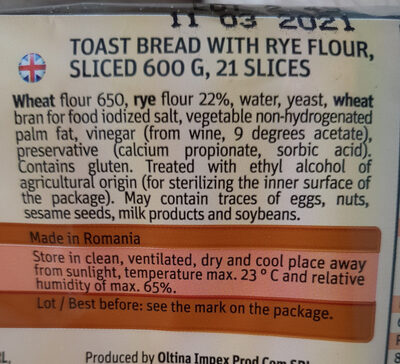 11 03 2021
TOAST BREAD WITH RYE FLOUR,
SLICED 600 G, 21 SLICES
Wheat flour 650, rye flour 22%, water, yeast, wheat
bran for food iodized salt, vegetable non-hydrogenated
palm fat, vinegar (from wine, 9 degrees acetate),
preservative (calcium propionate, sorbic acid).
Contains gluten. Treated with ethyl alcohol of
agricultural origin (for sterilizing the inner surface of
the package). May contain traces of eggs, nuts,
sesame seeds, milk products and soybeans.
Made in Romania
Store in clean, ventilated, dry and cool place away
from sunlight, temperature max. 23 º C and relative
humidity of max. 65%.
Lot / Best before: see the mark on the package.
Produced by Oltina Impex Prod Com SRL